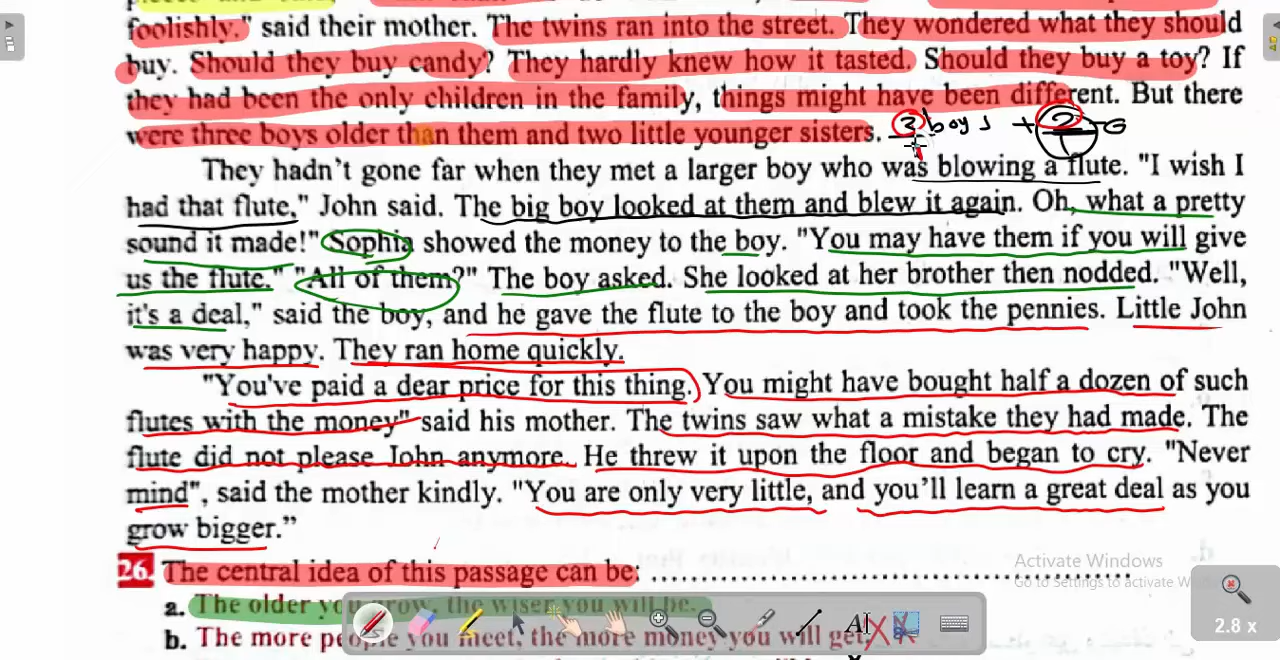 foolishly." said their mother. The twins ran into the street. They wondered what they should
buy. Should they buy candy? They hardly knew how it tasted. Should they buy a toy? If
they had been the only children in the family, things might have been different. But there
were three boys older than them and two little younger sisters. 3 boys +
They hadn't gone far when they met a larger boy who was blowing a flute. "I wish I
had that flute," John said. The big boy looked at them and blew it again. Oh, what a pretty
sound it made!" Sophia showed the money to the boy. "You may have them if you will give
us the flute." "All of them?" The boy asked. She looked at her brother then nodded. "Well,
it's a deal," said the boy, and he gave the flute to the boy and took the pennies. Little John
was very happy. They ran home quickly.
"You've paid a dear price for this thing. You might have bought half a dozen of such
flutes with the money" said his mother. The twins saw what a mistake they had made. The
flute did not please John anymore. He threw it upon the floor and began to cry. "Never
mind", said the mother kindly. "You are only very little, and you'll learn a great deal as you
grow bigger.”
26. The central idea of this passage can be: ................................................
Activate Windows
Go to Settings to activate
a. The older you grow, the wiser you will be.
b. The more people you meet, the more money you will get.
2.8 x